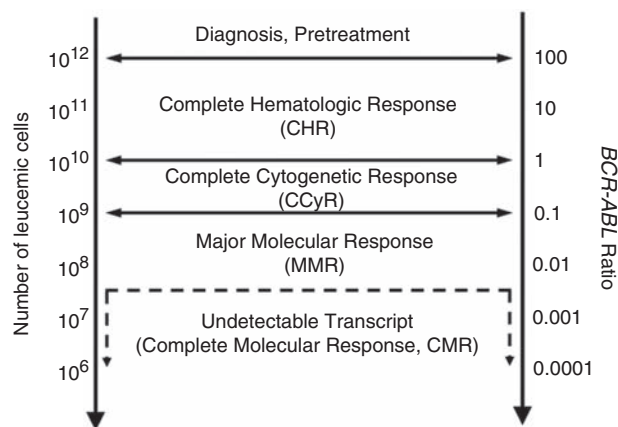 Diagnosis, Pretreatment
10¹² 100
10¹¹ 10
Complete Hematologic Response
(CHR)
10¹⁰ 1
Complete Cytogenetic Response
(CCyR)
10⁹ 0.1
Major Molecular Response
(MMR)
10⁸ 0.01
10⁷ 0.001
Undetectable Transcript
(Complete Molecular Response, CMR)
10⁶ 0.0001
Number of leucemic cells
BCR-ABL Ratio